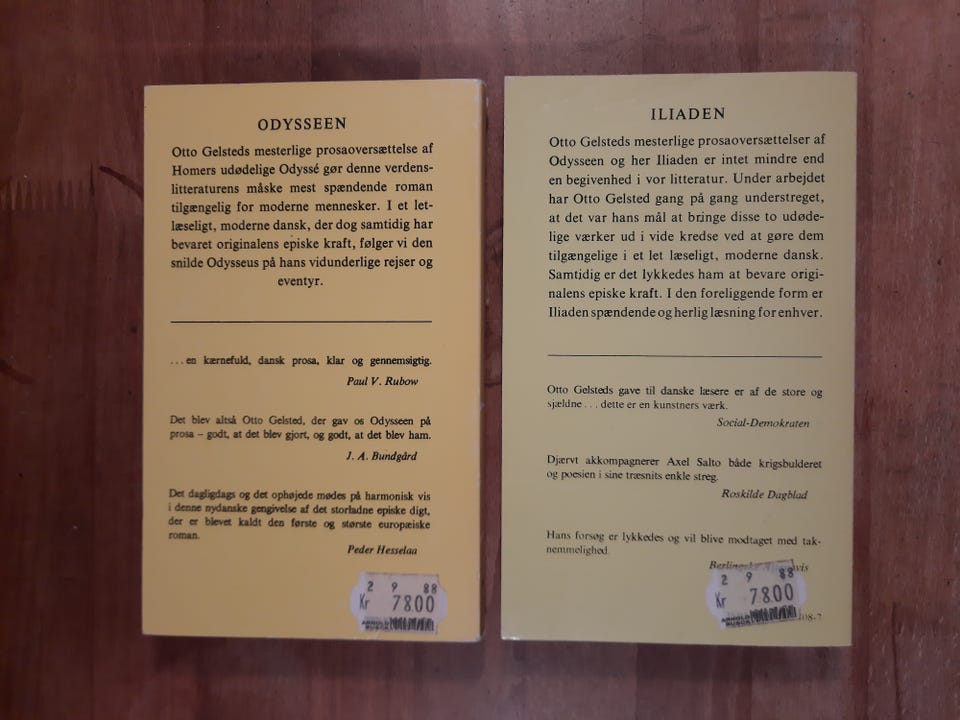 ODYSSEEN
Otto Gelsteds mesterlige prosaoversættelse af
Homers udødelige Odyssé gør denne verdens-
litteraturens måske mest spændende roman
tilgængelig for moderne mennesker. I et let-
læseligt, moderne dansk, der dog samtidig har
bevaret originalens episke kraft, følger vi den
snilde Odysseus på hans vidunderlige rejser og
eventyr.
...en kærnefuld, dansk prosa, klar og gennemsigtig.
Paul V. Rubow
Det blev altså Otto Gelsted, der gav os Odysseen på
prosa – godt, at det blev gjort, og godt, at det blev ham.
J. A. Bundgård
Det dagligdags og det ophøjede mødes på harmonisk vis
i denne nydanske gengivelse af det storladne episke digt,
der er blevet kaldt den første og største europæiske
roman.
Peder Hesselaa
2 9 88
Kr 7800
ARNOLD
BUSCK
ILIADEN
Otto Gelsteds mesterlige prosaoversættelser af
Odysseen og her Iliaden er intet mindre end
en begivenhed i vor litteratur. Under arbejdet
har Otto Gelsted gang på gang understreget,
at det var hans mål at bringe disse to udøde-
lige værker ud i vide kredse ved at gøre dem
tilgængelige i et let læseligt, moderne dansk.
Samtidig er det lykkedes ham at bevare origi-
nalens episke kraft. I den foreliggende form er
Iliaden spændende og herlig læsning for enhver.
Otto Gelsteds gave til danske læsere er af de store og
sjældne... dette er en kunstners værk.
Social-Demokraten
Djærvt akkompagnerer Axel Salto både krigsbulderet
og poesien i sine træsnits enkle streg.
Roskilde Dagblad
Hans forsøg er lykkedes og vil blive modtaget med tak-
nemmelighed.
2 9 88
Kr 7800
ARNOLD
BUSCK
08-7